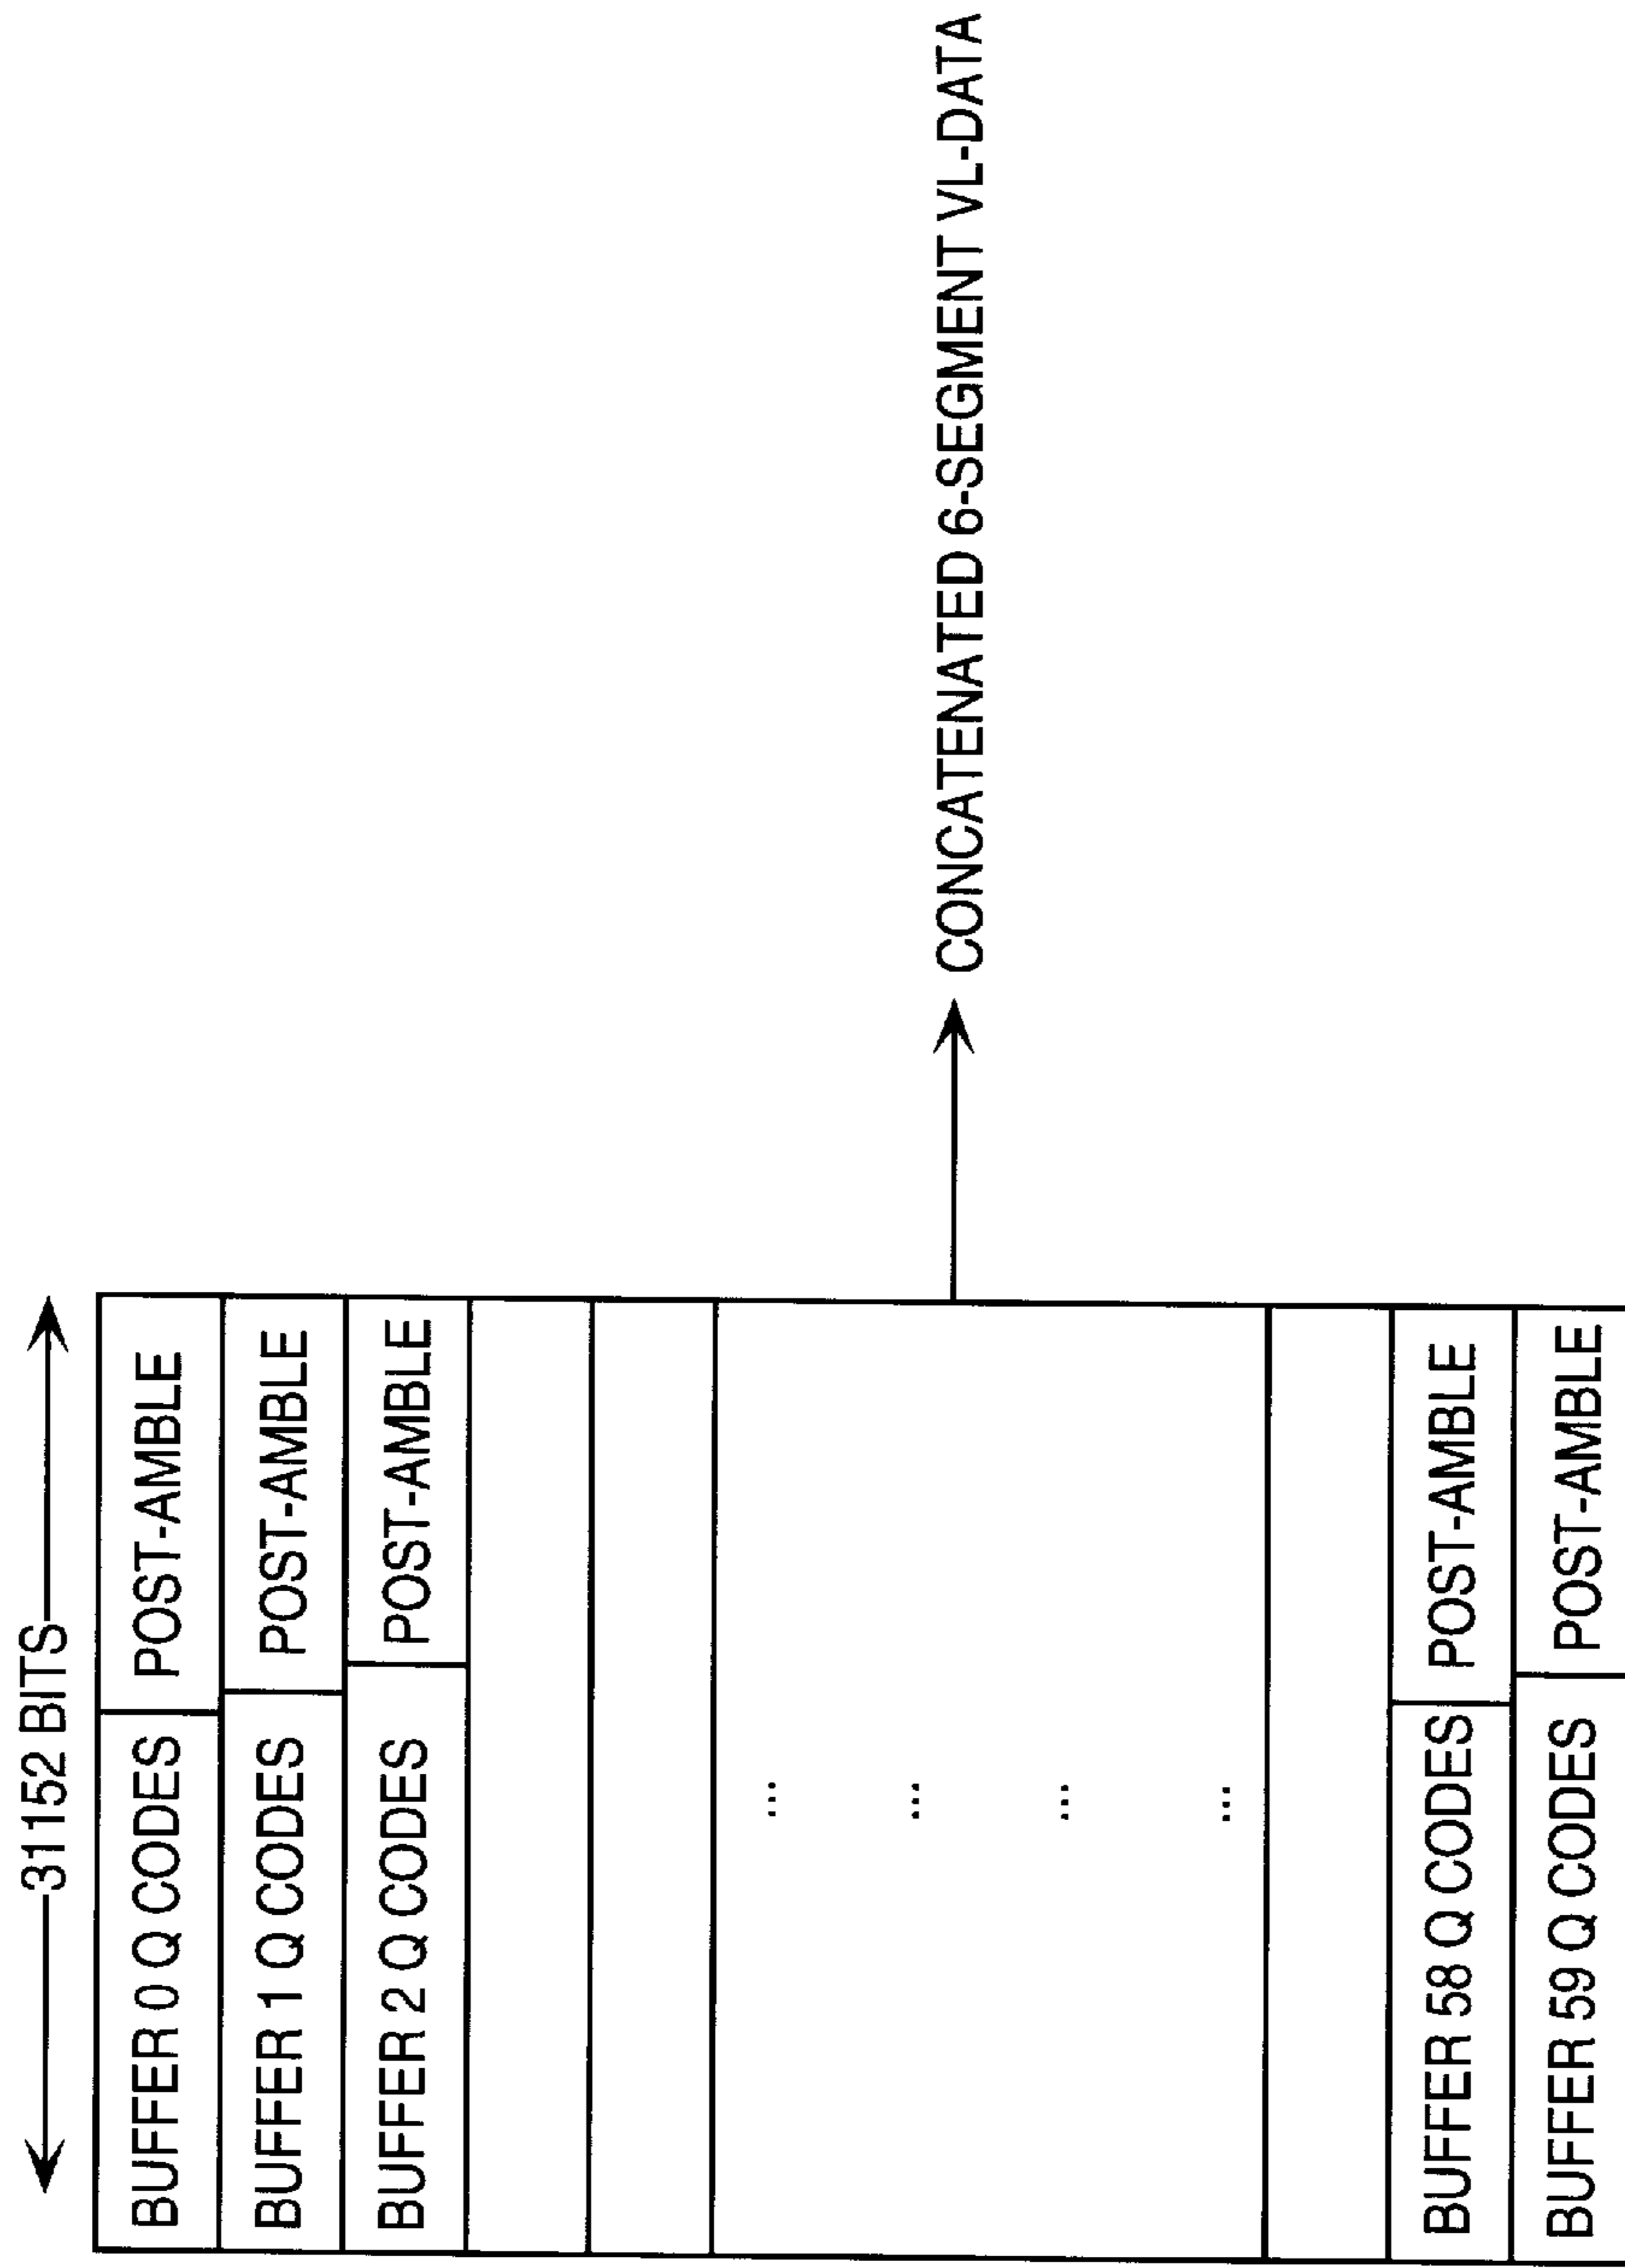 31152 BITS
BUFFER 0 Q CODES POST-AMBLE
BUFFER 1 Q CODES POST-AMBLE
BUFFER 2 Q CODES POST-AMBLE
...
...
...
...
BUFFER 58 Q CODES POST-AMBLE
BUFFER 59 Q CODES POST-AMBLE
CONCATENATED 6-SEGMENT VL-DATA